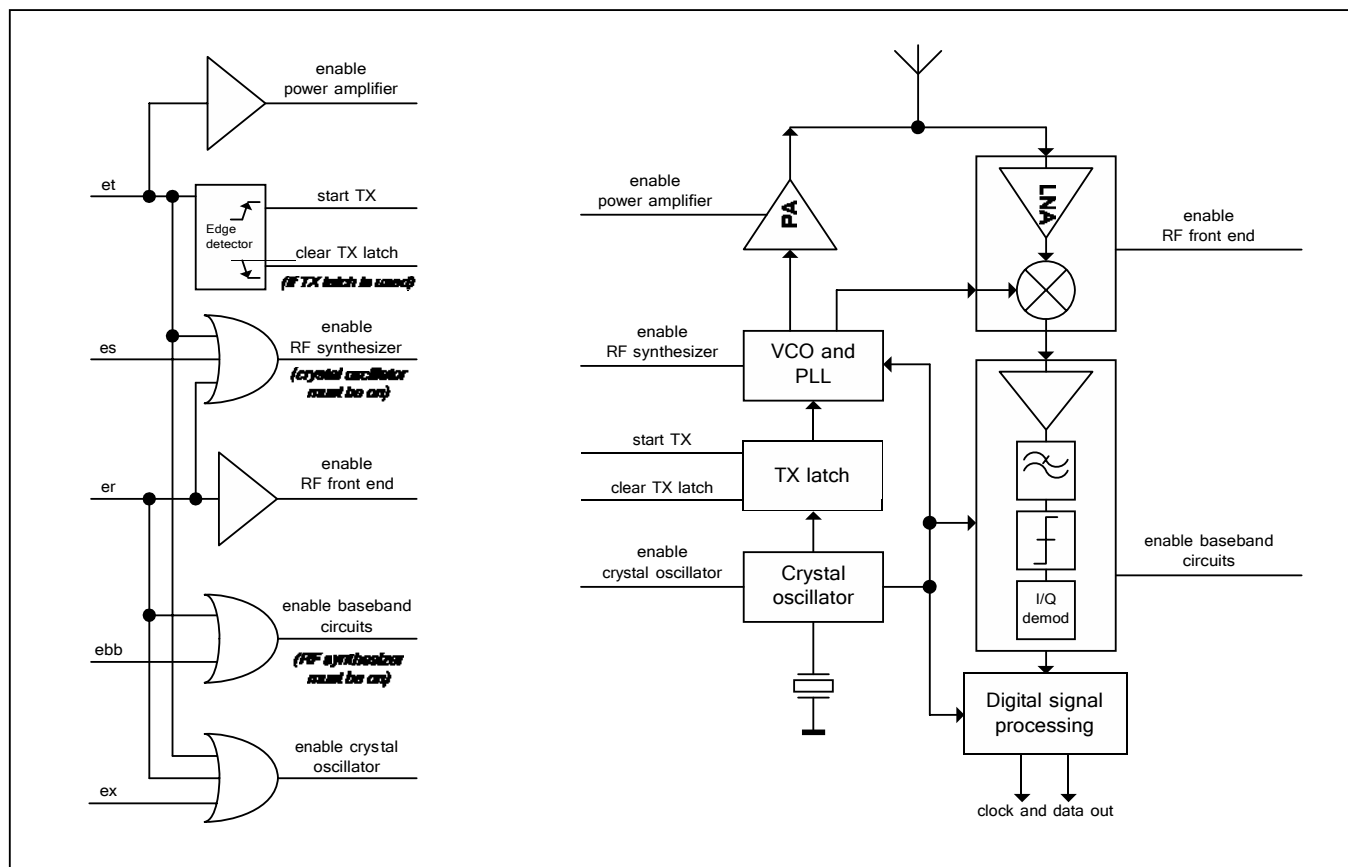 enable
power amplifier
et
Edge
detector
start TX
clear TX latch
(if TX latch is used)
es
enable
RF synthesizer
(crystal oscillator
must be on)
er
enable
RF front end
enable baseband
circuits
ebb
(RF synthesizer
must be on)
enable crystal
oscillator
ex
enable
power amplifier
PA
LNA
enable
RF front end
enable
RF synthesizer
VCO and
PLL
start TX
TX latch
clear TX latch
enable
crystal oscillator
Crystal
oscillator
I/Q
demod
enable baseband
circuits
Digital signal
processing
clock and data out